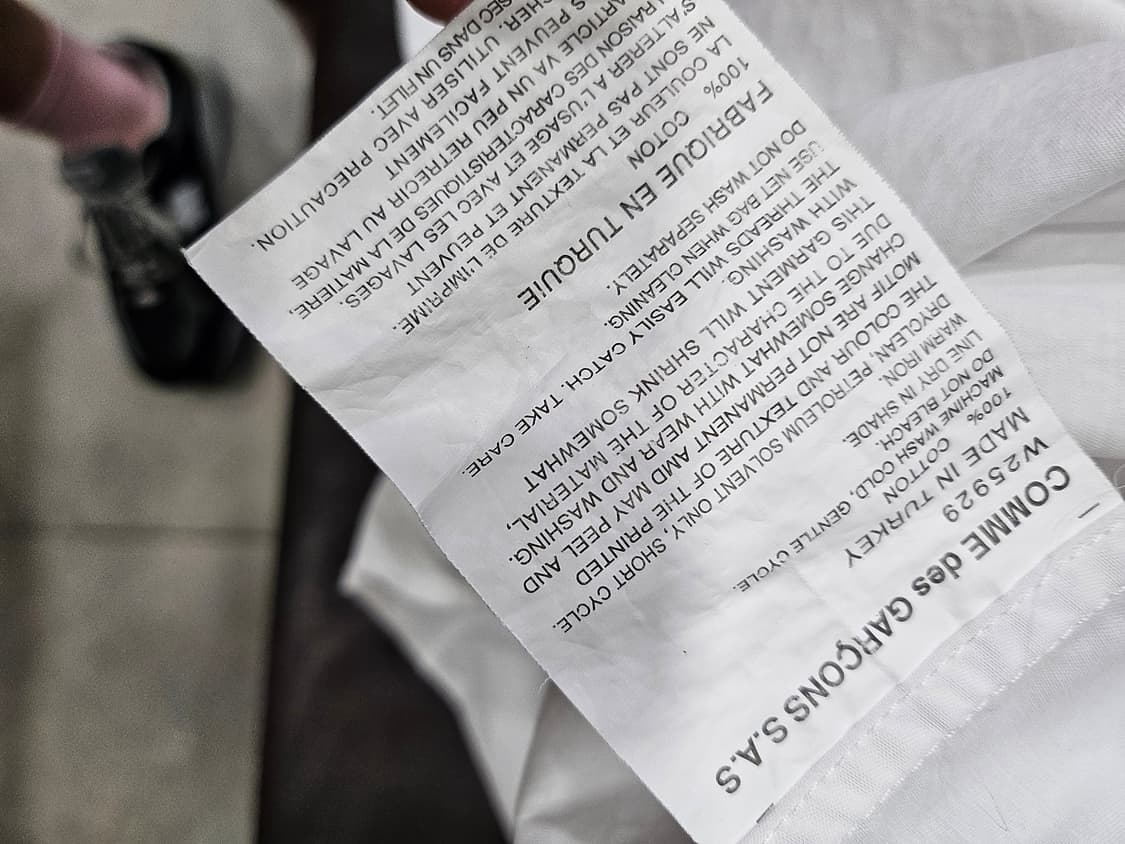 COMME des GARÇONS S.A.S
W25929
MADE IN TURKEY
100% COTTON
MACHINE WASH COLD, GENTLE CYCLE.
DO NOT BLEACH.
LINE DRY IN SHADE.
WARM IRON.
DRYCLEAN, PETROLEUM SOLVENT ONLY, SHORT CYCLE.
THE COLOUR AND TEXTURE OF THE PRINTED
MOTIF ARE NOT PERMANENT AMD MAY PEEL AND
CHANGE SOMEWHAT WITH WEAR AND WASHING.
DUE TO THE CHARACTER OF THE MATERIAL,
THIS GARMENT WILL SHRINK SOMEWHAT
WITH WASHING.
THE THREADS WILL EASILY CATCH. TAKE CARE.
USE NET BAG WHEN CLEANING.
DO NOT WASH SEPARATELY.
FABRIQUE EN TURQUIE
100% COTON
LA COULEUR ET LA TEXTURE DE L'IMPRIME.
NE SONT PAS PERMANENT ET PEUVENT
S ALTERER A L'USAGE ET AVEC LES LAVAGES.
RAISON DES CARACTERISTIQUES DE LA MATIERE,
ARTICLE VA UN PEU RETRECIR AU LAVAGE
PEUVENT FACILEMENT
UTILISER AVEC PRECAUTION.
SEC DANS UN FILET.